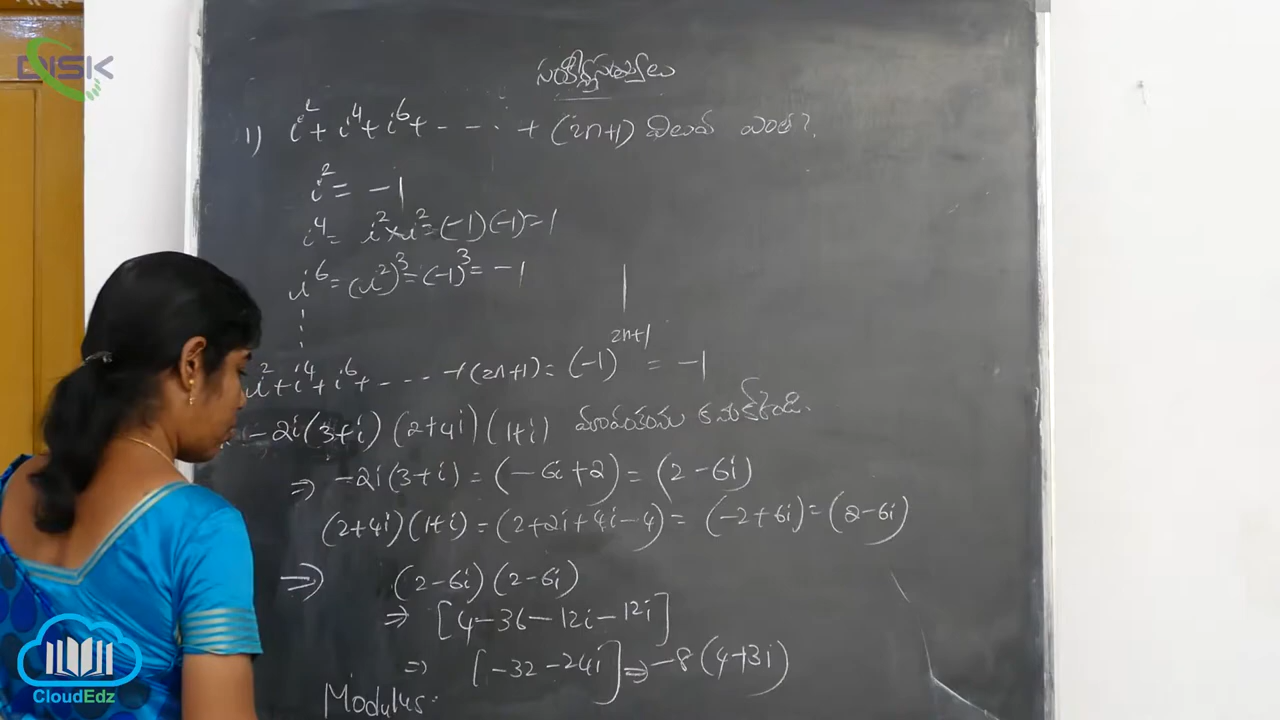 DISK
సంకీర్ణసంఖ్యలు
1) i² + i⁴ + i⁶ + - - - - + (2n+1) విలువ ఎంత?
i² = -1
i⁴ = i² × i² = (-1)(-1) = 1
i⁶ = (i²)³ = (-1)³ = -1
i² + i⁴ + i⁶ + - - - - + (2n+1) = (-1)²ⁿ⁺¹ = -1
-2i(3+i)(2+4i)(1+i)
⇒ -2i(3+i) = (-6i+2) = (2-6i)
(2+4i)(1+i) = (2+2i+4i-4) = (-2+6i) = (2-6i)
⇒ (2-6i)(2-6i)
⇒ [4-36-12i-12i]
⇒ [-32-24i] ⇒ -8(4+3i)
Modulus:
CloudEdz